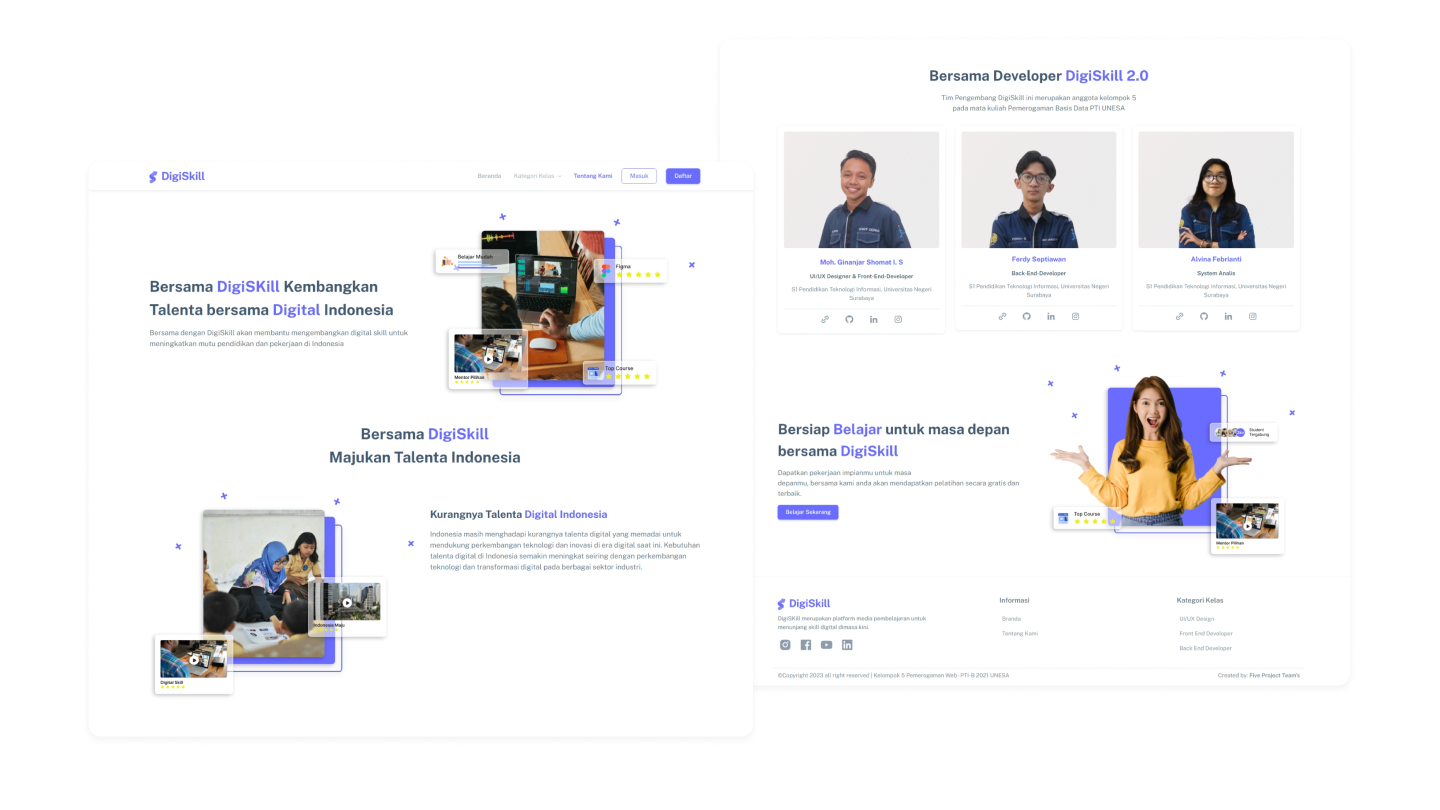 DigiSkill
Beranda
Kategori Kelas
Tentang Kami
Masuk
Daftar
Bersama DigiSKill Kembangkan
Talenta bersama Digital Indonesia
Bersama dengan DigiSkill akan membantu mengembangkan digital skill untuk
meningkatkan mutu pendidikan dan pekerjaan di Indonesia
Belajar Mudah
Figma
Mentor Pilihan
Top Course
Bersama DigiSkill
Majukan Talenta Indonesia
Kurangnya Talenta Digital Indonesia
Indonesia masih menghadapi kurangnya talenta digital yang memadai untuk
mendukung perkembangan teknologi dan inovasi di era digital saat ini. Kebutuhan
talenta digital di Indonesia semakin meningkat seiring dengan perkembangan
teknologi dan transformasi digital pada berbagai sektor industri.
Indonesia Maju
Digital Skill
Bersama Developer DigiSkill 2.0
Tim Pengembang DigiSkill ini merupakan anggota kelompok 5
pada mata kuliah Pemerogaman Basis Data PTI UNESA
Moh. Ginanjar Shomat I. S
UI/UX Designer & Front-End-Developer
S1 Pendidikan Teknologi Informasi, Universitas Negeri
Surabaya
Ferdy Septiawan
Back-End-Developer
S1 Pendidikan Teknologi Informasi, Universitas Negeri
Surabaya
Alvina Febrianti
System Analis
S1 Pendidikan Teknologi Informasi, Universitas Negeri
Surabaya
Bersiap Belajar untuk masa depan
bersama DigiSkill
Dapatkan pekerjaan impianmu untuk masa
depanmu, bersama kami anda akan mendapatkan pelatihan secara gratis dan
terbaik.
Belajar Sekarang
Student
Tergabung
Top Course
Mentor Pilihan
DigiSkill
DigiSKill merupakan platform media pembelajaran untuk
menunjang skill digital dimasa kini.
Informasi
Branda
Tentang Kami
Kategori Kelas
UI/UX Design
Front End Developer
Back End Developer
©Copyright 2023 all right reserved | Kelompok 5 Pemerogaman Web -PTI-B 2021 UNESA
Created by: Five Project Team's